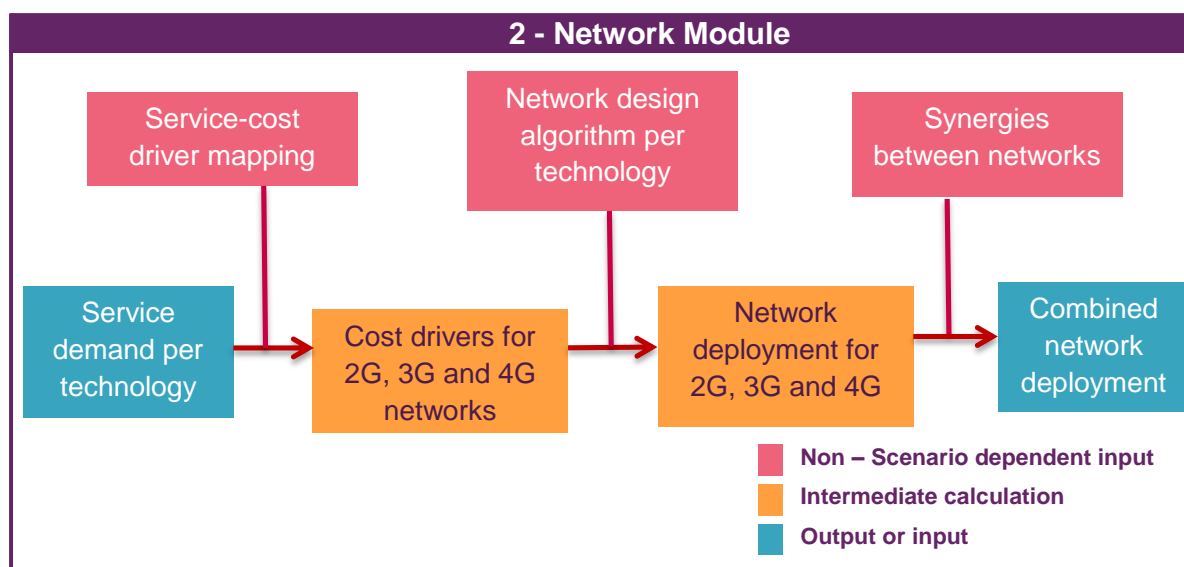 2 - Network Module
Service-cost
driver mapping
Network design
algorithm per
technology
Synergies
between networks
Service
demand per
technology
Cost drivers for
2G, 3G and 4G
networks
Network
deployment for
2G, 3G and 4G
Combined
network
deployment
Non – Scenario dependent input
Intermediate calculation
Output or input